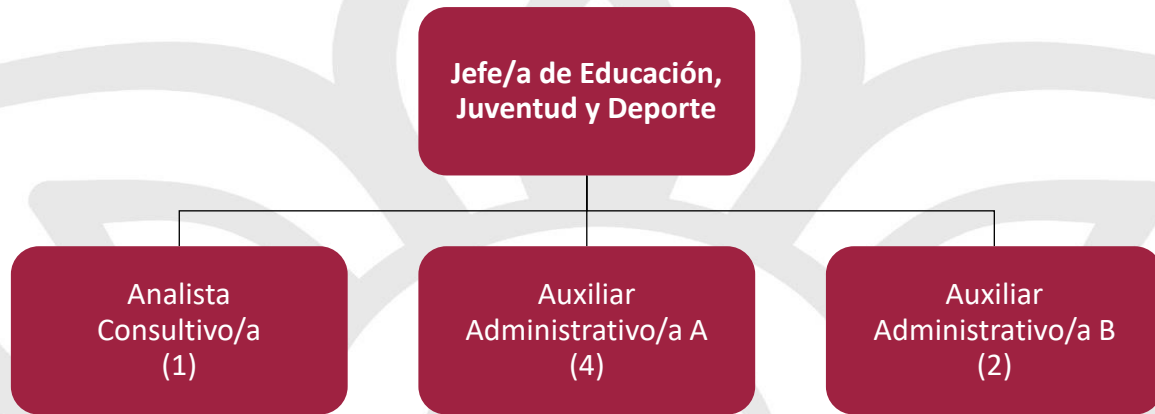 Jefe/a de Educación,
Juventud y Deporte
Analista
Consultivo/a
(1)
Auxiliar
Administrativo/a A
(4)
Auxiliar
Administrativo/a B
(2)